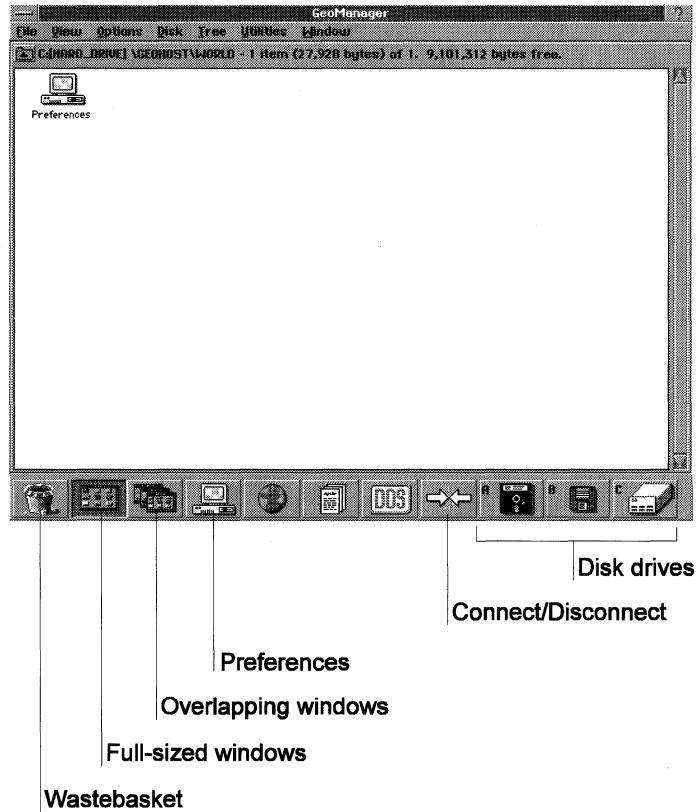 GeoManager ?
File View Options Disk Tree Utilities Window
C:[HARD_DRIVE] \GEOHOST\WORLD - 1 item (27,928 bytes) of 1. 9,101,312 bytes free.
Preferences
DOS A B C
Disk drives
Connect/Disconnect
Preferences
Overlapping windows
Full-sized windows
Wastebasket